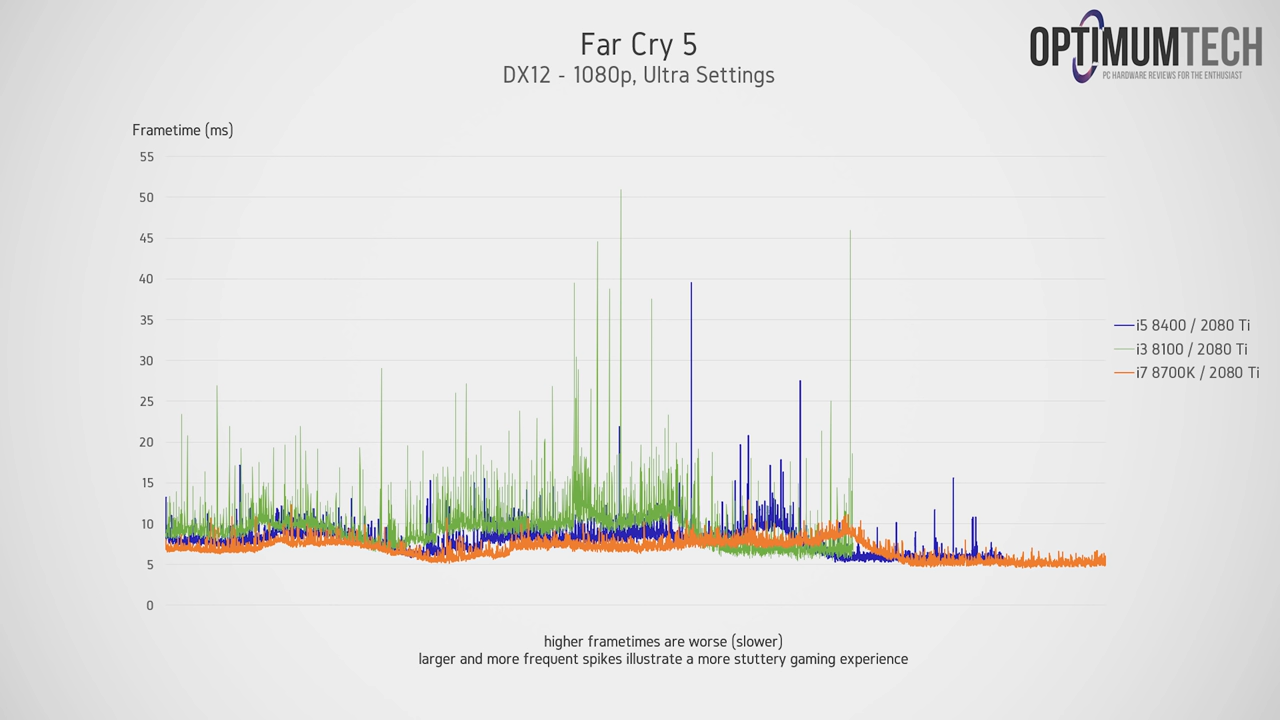 Far Cry 5
DX12 - 1080p, Ultra Settings
OPTIMUMTECH
PC HARDWARE REVIEWS FOR THE ENTHUSIAST
Frametime (ms)
55
50
45
40
35
30
25
20
15
10
5
0
i5 8400 / 2080 Ti
i3 8100 / 2080 Ti
i7 8700K / 2080 Ti
higher frametimes are worse (slower)
larger and more frequent spikes illustrate a more stuttery gaming experience